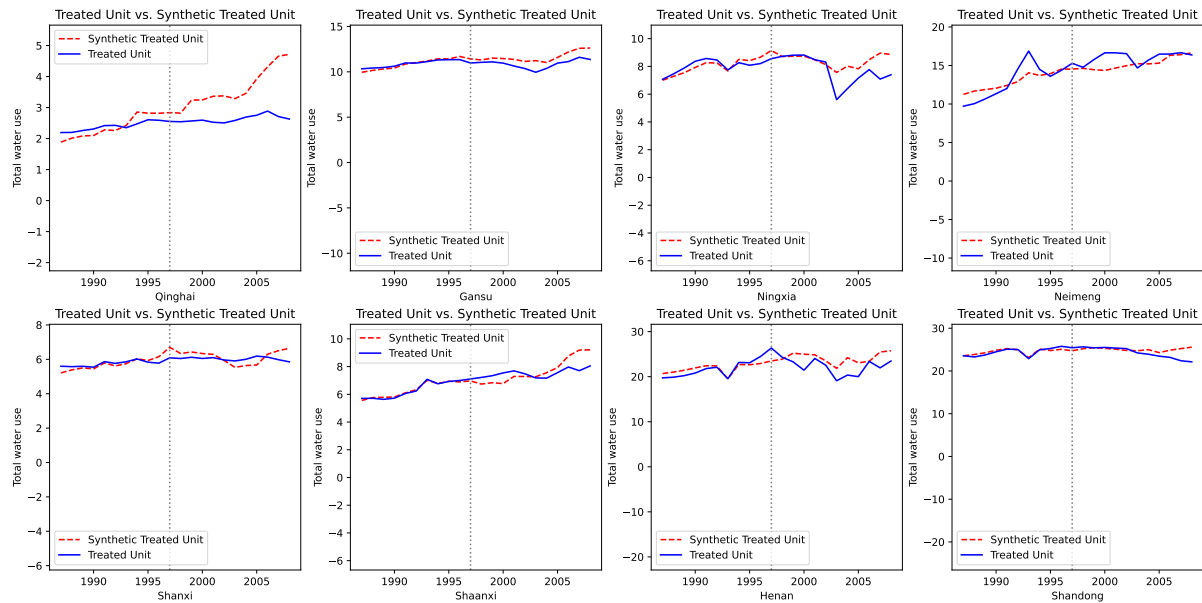 Treated Unit vs. Synthetic Treated Unit
Synthetic Treated Unit
Treated Unit
Total water use
5
4
3
2
1
0
−1
−2
1990
1995
2000
2005
Qinghai
Treated Unit vs. Synthetic Treated Unit
Total water use
15
10
5
0
−5
−10
Synthetic Treated Unit
Treated Unit
1990
1995
2000
2005
Gansu
Treated Unit vs. Synthetic Treated Unit
Total water use
10
8
6
4
2
0
−2
−4
−6
Synthetic Treated Unit
Treated Unit
1990
1995
2000
2005
Ningxia
Treated Unit vs. Synthetic Treated Unit
Total water use
20
15
10
5
0
−5
−10
Synthetic Treated Unit
Treated Unit
1990
1995
2000
2005
Neimeng
Treated Unit vs. Synthetic Treated Unit
Total water use
8
6
4
2
0
−2
−4
−6
Synthetic Treated Unit
Treated Unit
1990
1995
2000
2005
Shanxi
Treated Unit vs. Synthetic Treated Unit
Synthetic Treated Unit
Treated Unit
Total water use
10
8
6
4
2
0
−2
−4
−6
1990
1995
2000
2005
Shaanxi
Treated Unit vs. Synthetic Treated Unit
Total water use
30
20
10
0
−10
−20
Synthetic Treated Unit
Treated Unit
1990
1995
2000
2005
Henan
Treated Unit vs. Synthetic Treated Unit
Total water use
30
20
10
0
−10
−20
Synthetic Treated Unit
Treated Unit
1990
1995
2000
2005
Shandong